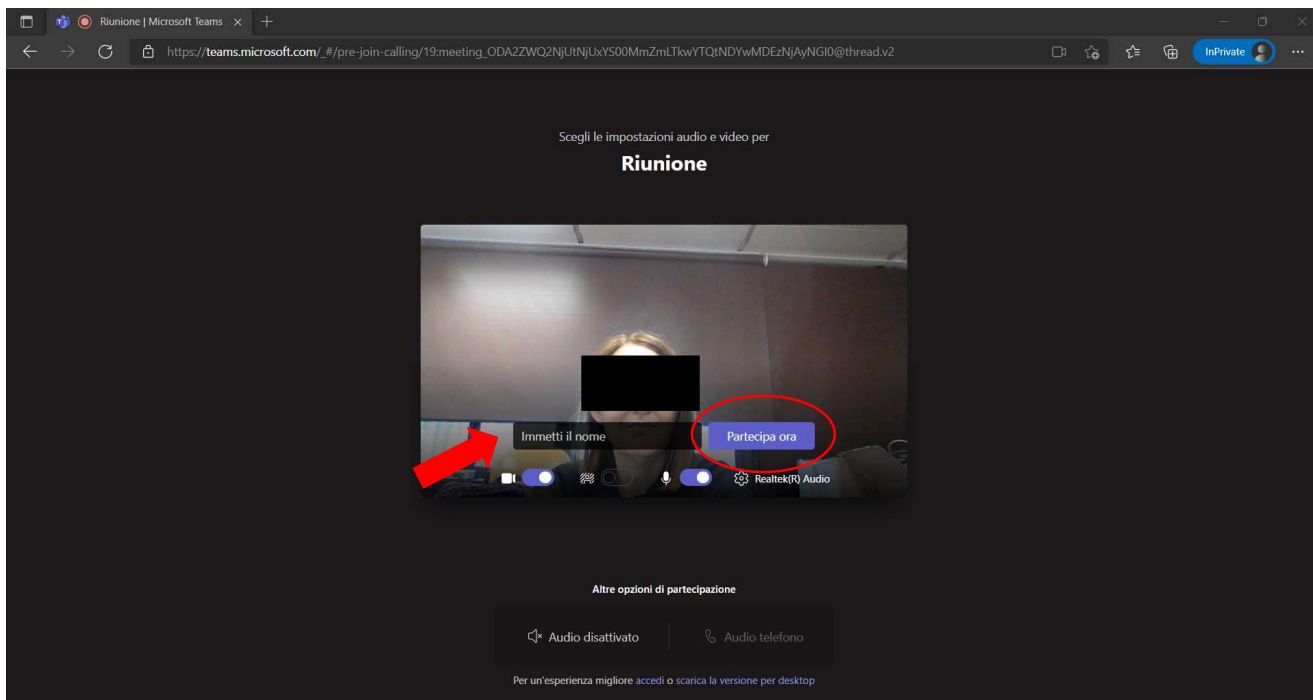 Riunione | Microsoft Teams
https://teams.microsoft.com/_#/pre-join-calling/19:meeting_ODA2ZWQ2NjUtNjUxYS00MmZmLTkwYTQtNDYwMDEzNjAyNGI0@thread.v2
InPrivate
Scegli le impostazioni audio e video per
Riunione
Immetti il nome
Partecipa ora
Realtek(R) Audio
Altre opzioni di partecipazione
Audio disattivato
Audio telefono
Per un'esperienza migliore accedi o scarica la versione per desktop